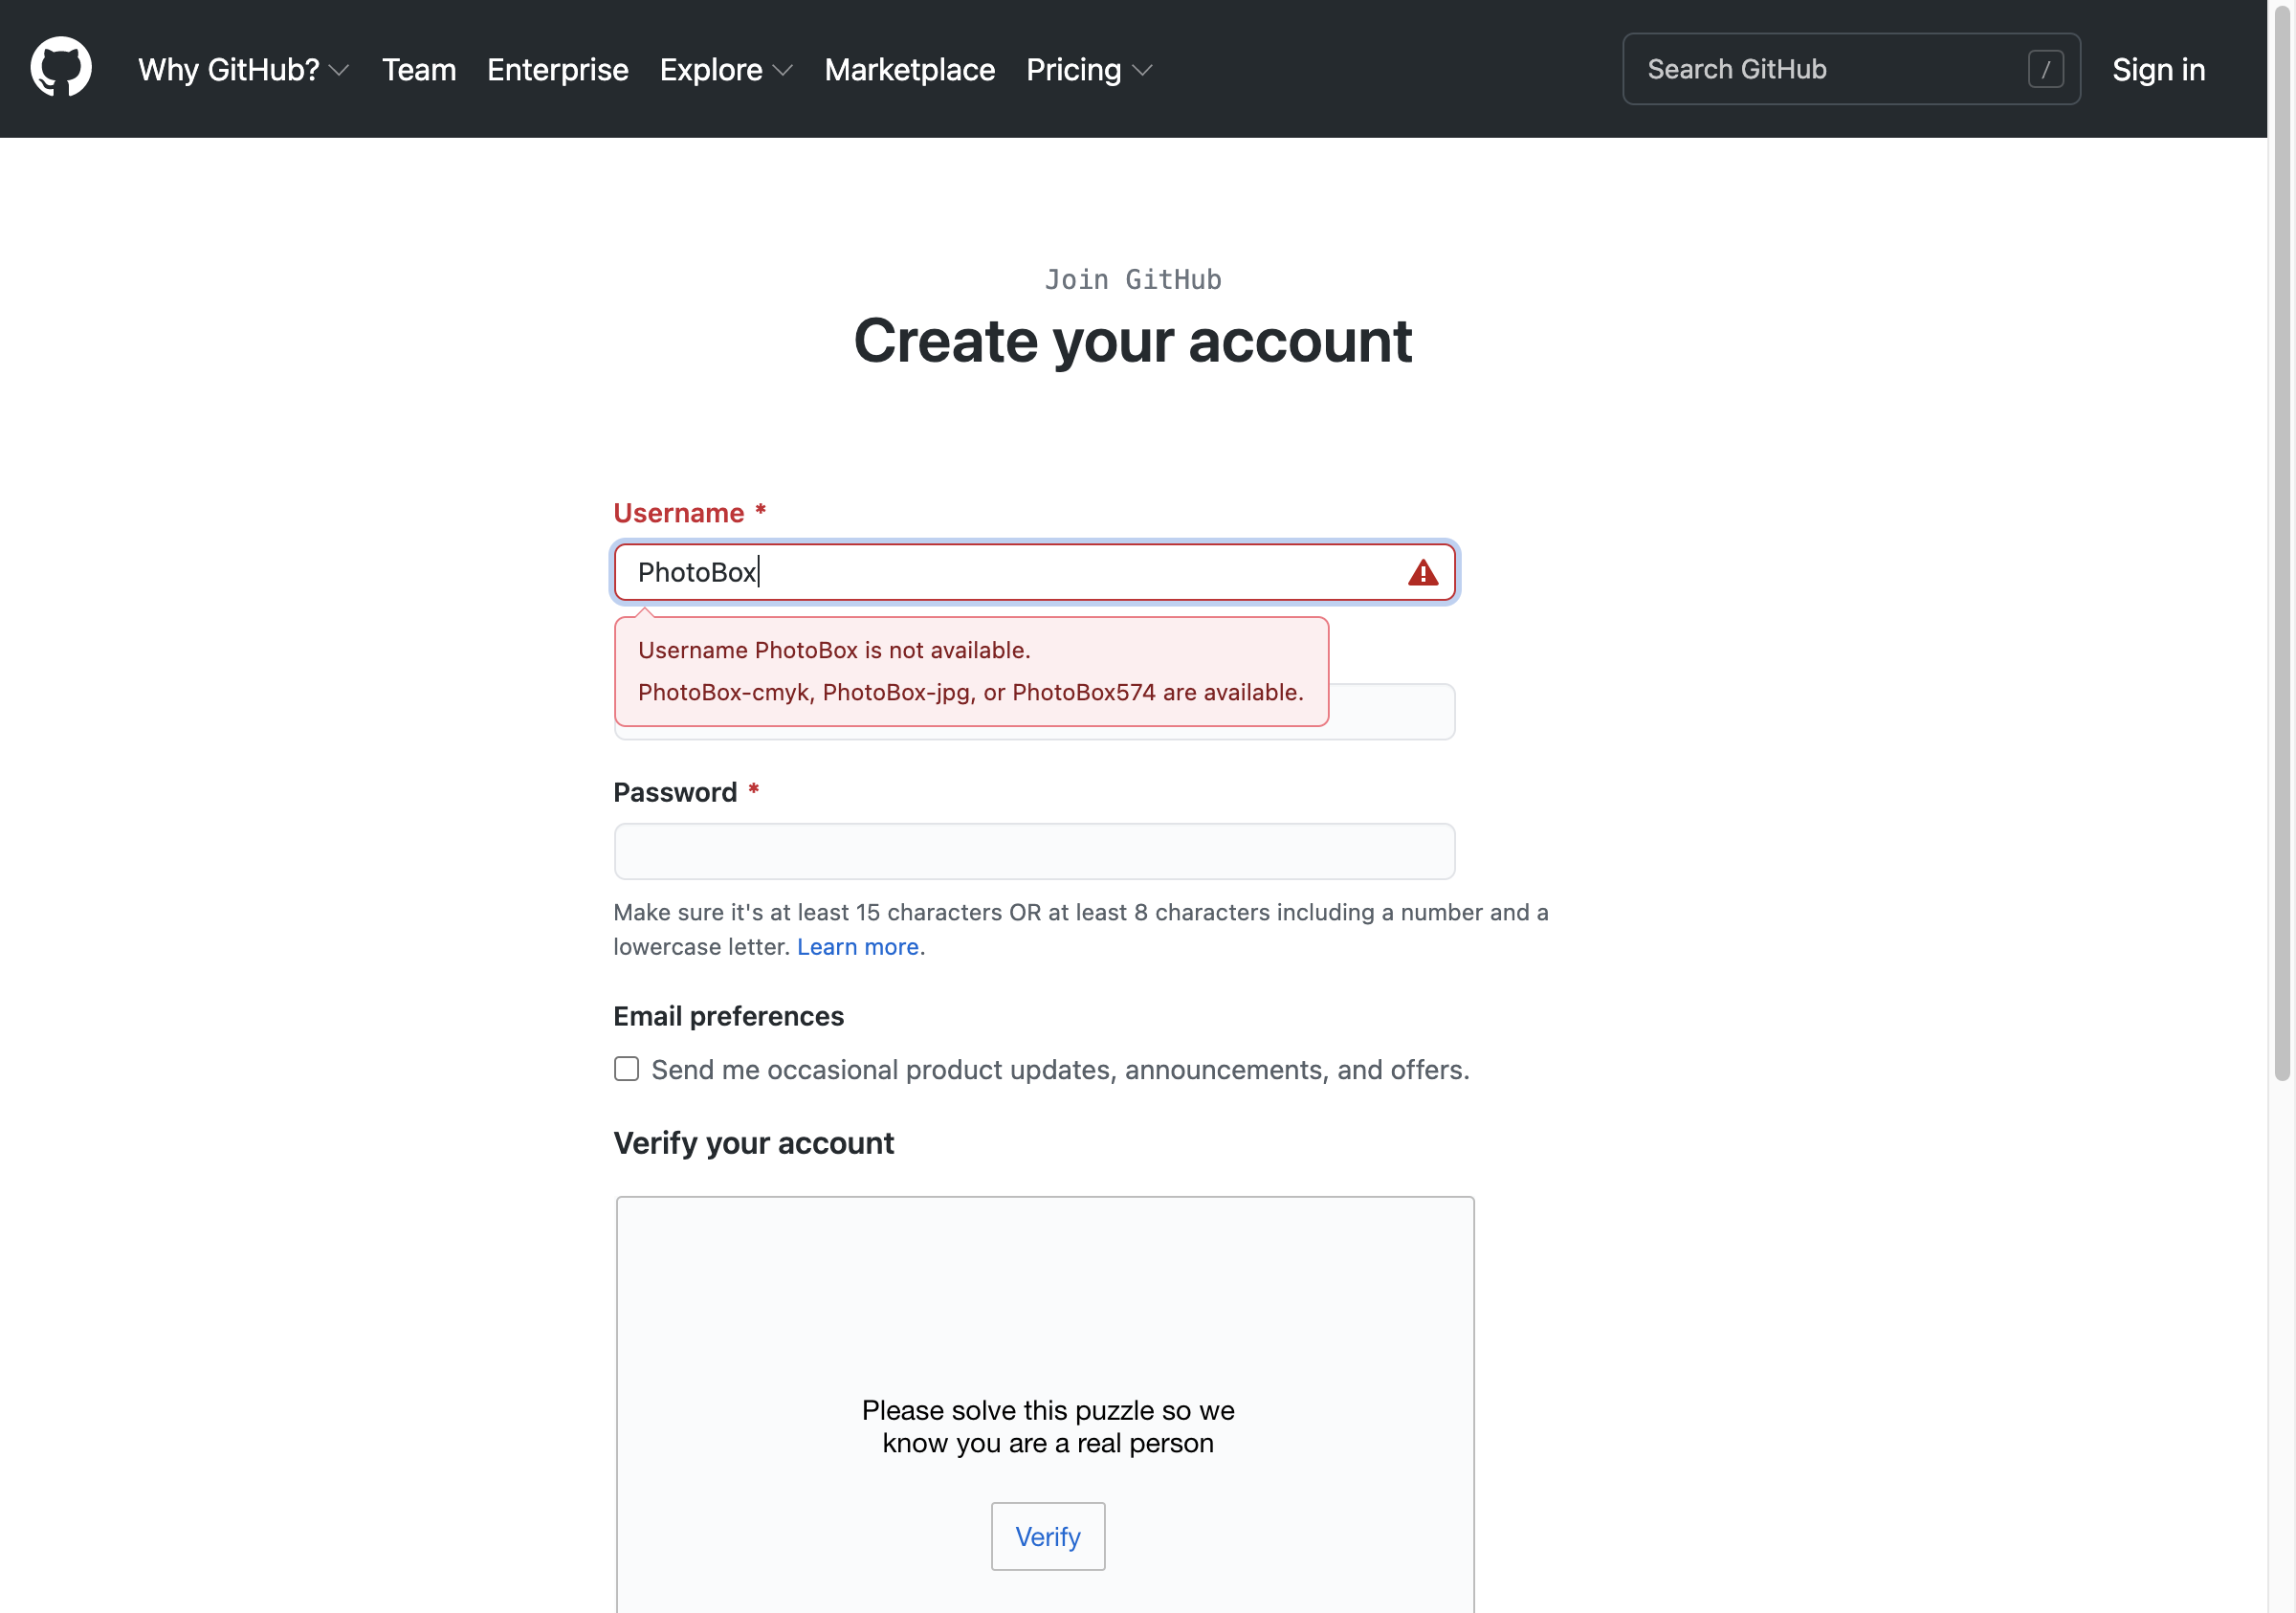 Why GitHub? Team Enterprise Explore Marketplace Pricing Search GitHub / Sign in
Join GitHub
Create your account
Username *
PhotoBox
Username PhotoBox is not available.
PhotoBox-cmyk, PhotoBox-jpg, or PhotoBox574 are available.
Password *
Make sure it's at least 15 characters OR at least 8 characters including a number and a
lowercase letter. Learn more.
Email preferences
Send me occasional product updates, announcements, and offers.
Verify your account
Please solve this puzzle so we
know you are a real person
Verify